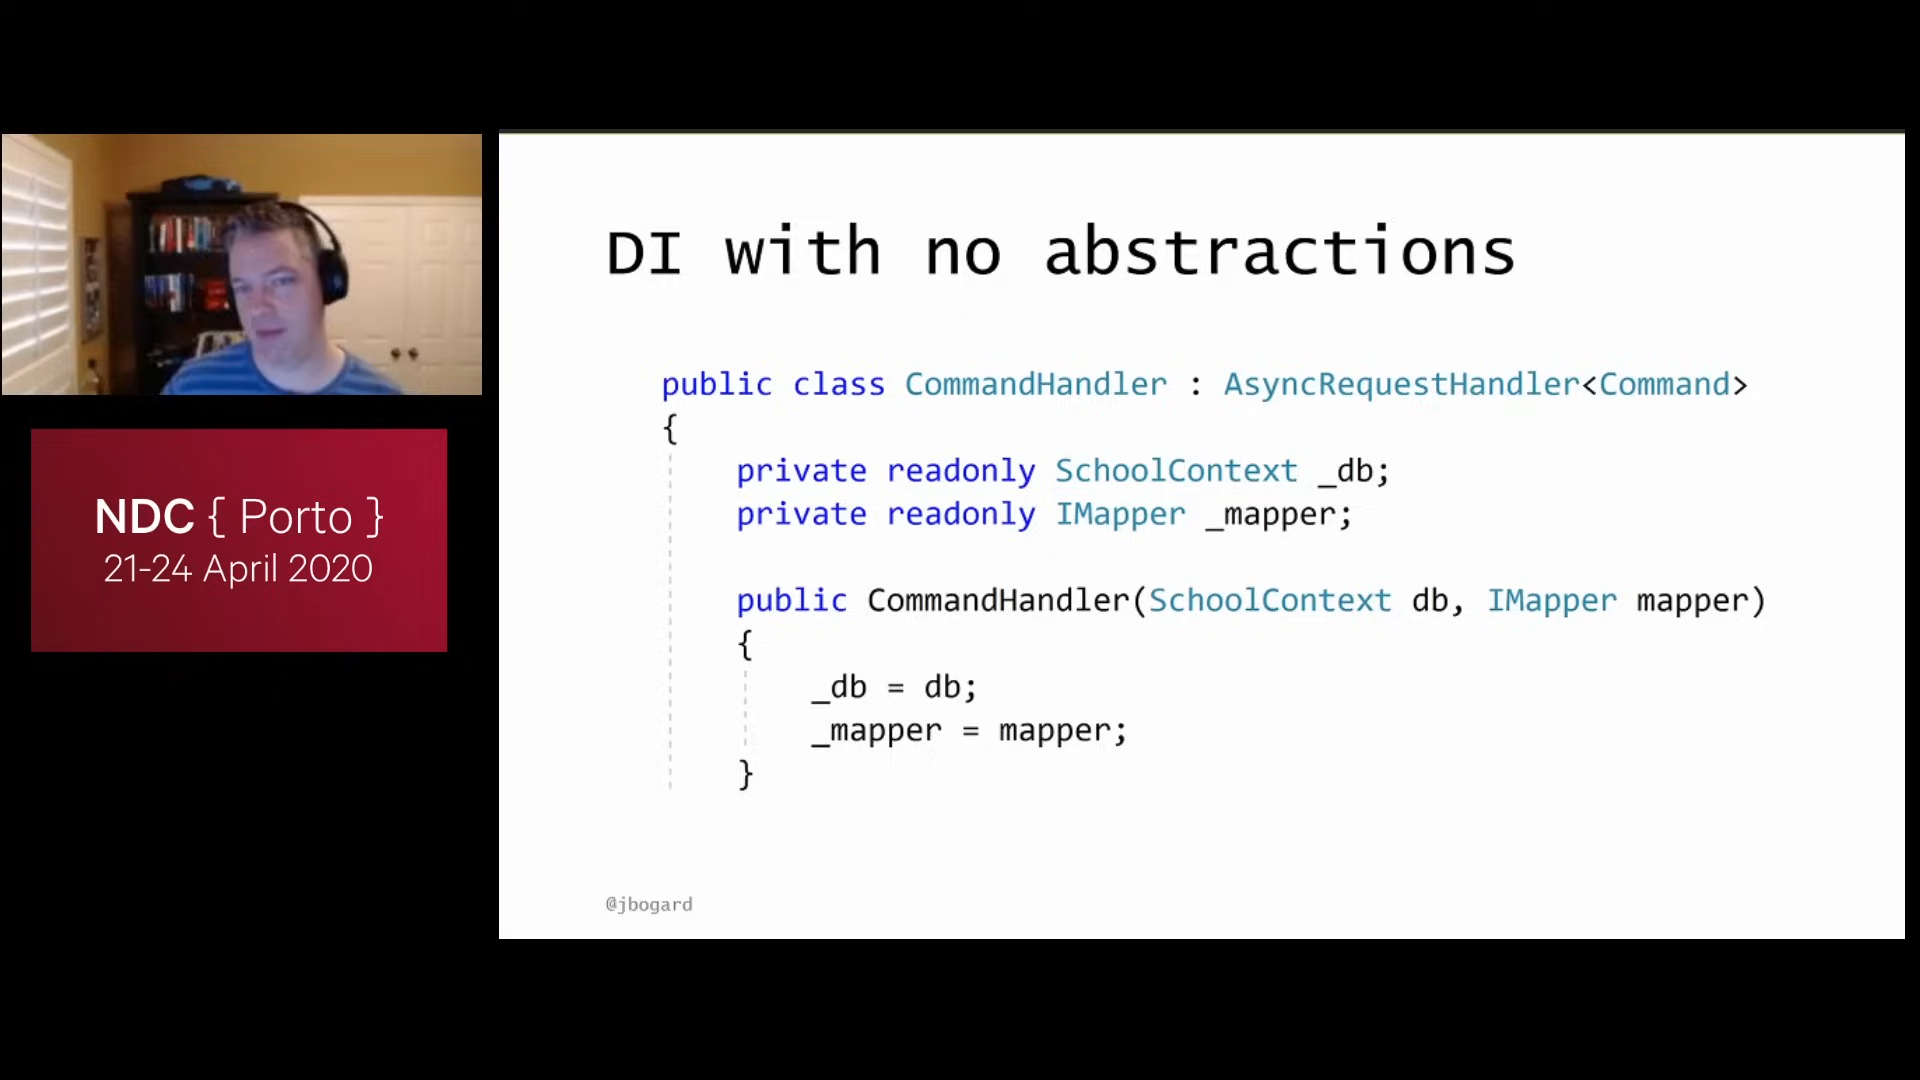 NDC { Porto }
21-24 April 2020
DI with no abstractions
public class CommandHandler : AsyncRequestHandler<Command>
{
private readonly SchoolContext _db;
private readonly IMapper _mapper;
public CommandHandler(SchoolContext db, IMapper mapper)
{
_db = db;
_mapper = mapper;
}
@jbogard